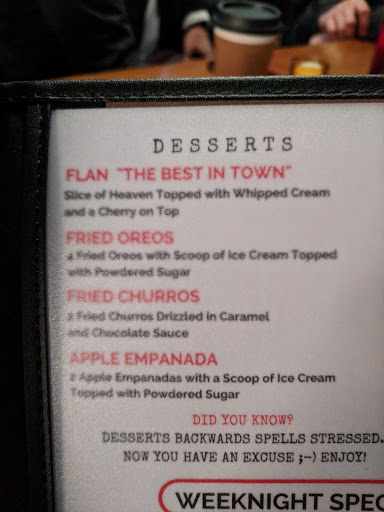 DESSERTS
FLAN "THE BEST IN TOWN"
Slice of Heaven Topped with Whipped Cream
and a Cherry on Top
FRIED OREOS
4 Fried Oreos with Scoop of Ice Cream Topped
with Powdered Sugar
FRIED CHURROS
2 Fried Churros Drizzled in Caramel
and Chocolate Sauce
APPLE EMPANADA
2 Apple Empanadas with a Scoop of Ice Cream
Topped with Powdered Sugar
DID YOU KNOW?
DESSERTS BACKWARDS SPELLS STRESSED.
NOW YOU HAVE AN EXCUSE ;-) ENJOY!
WEEKNIGHT SPEC